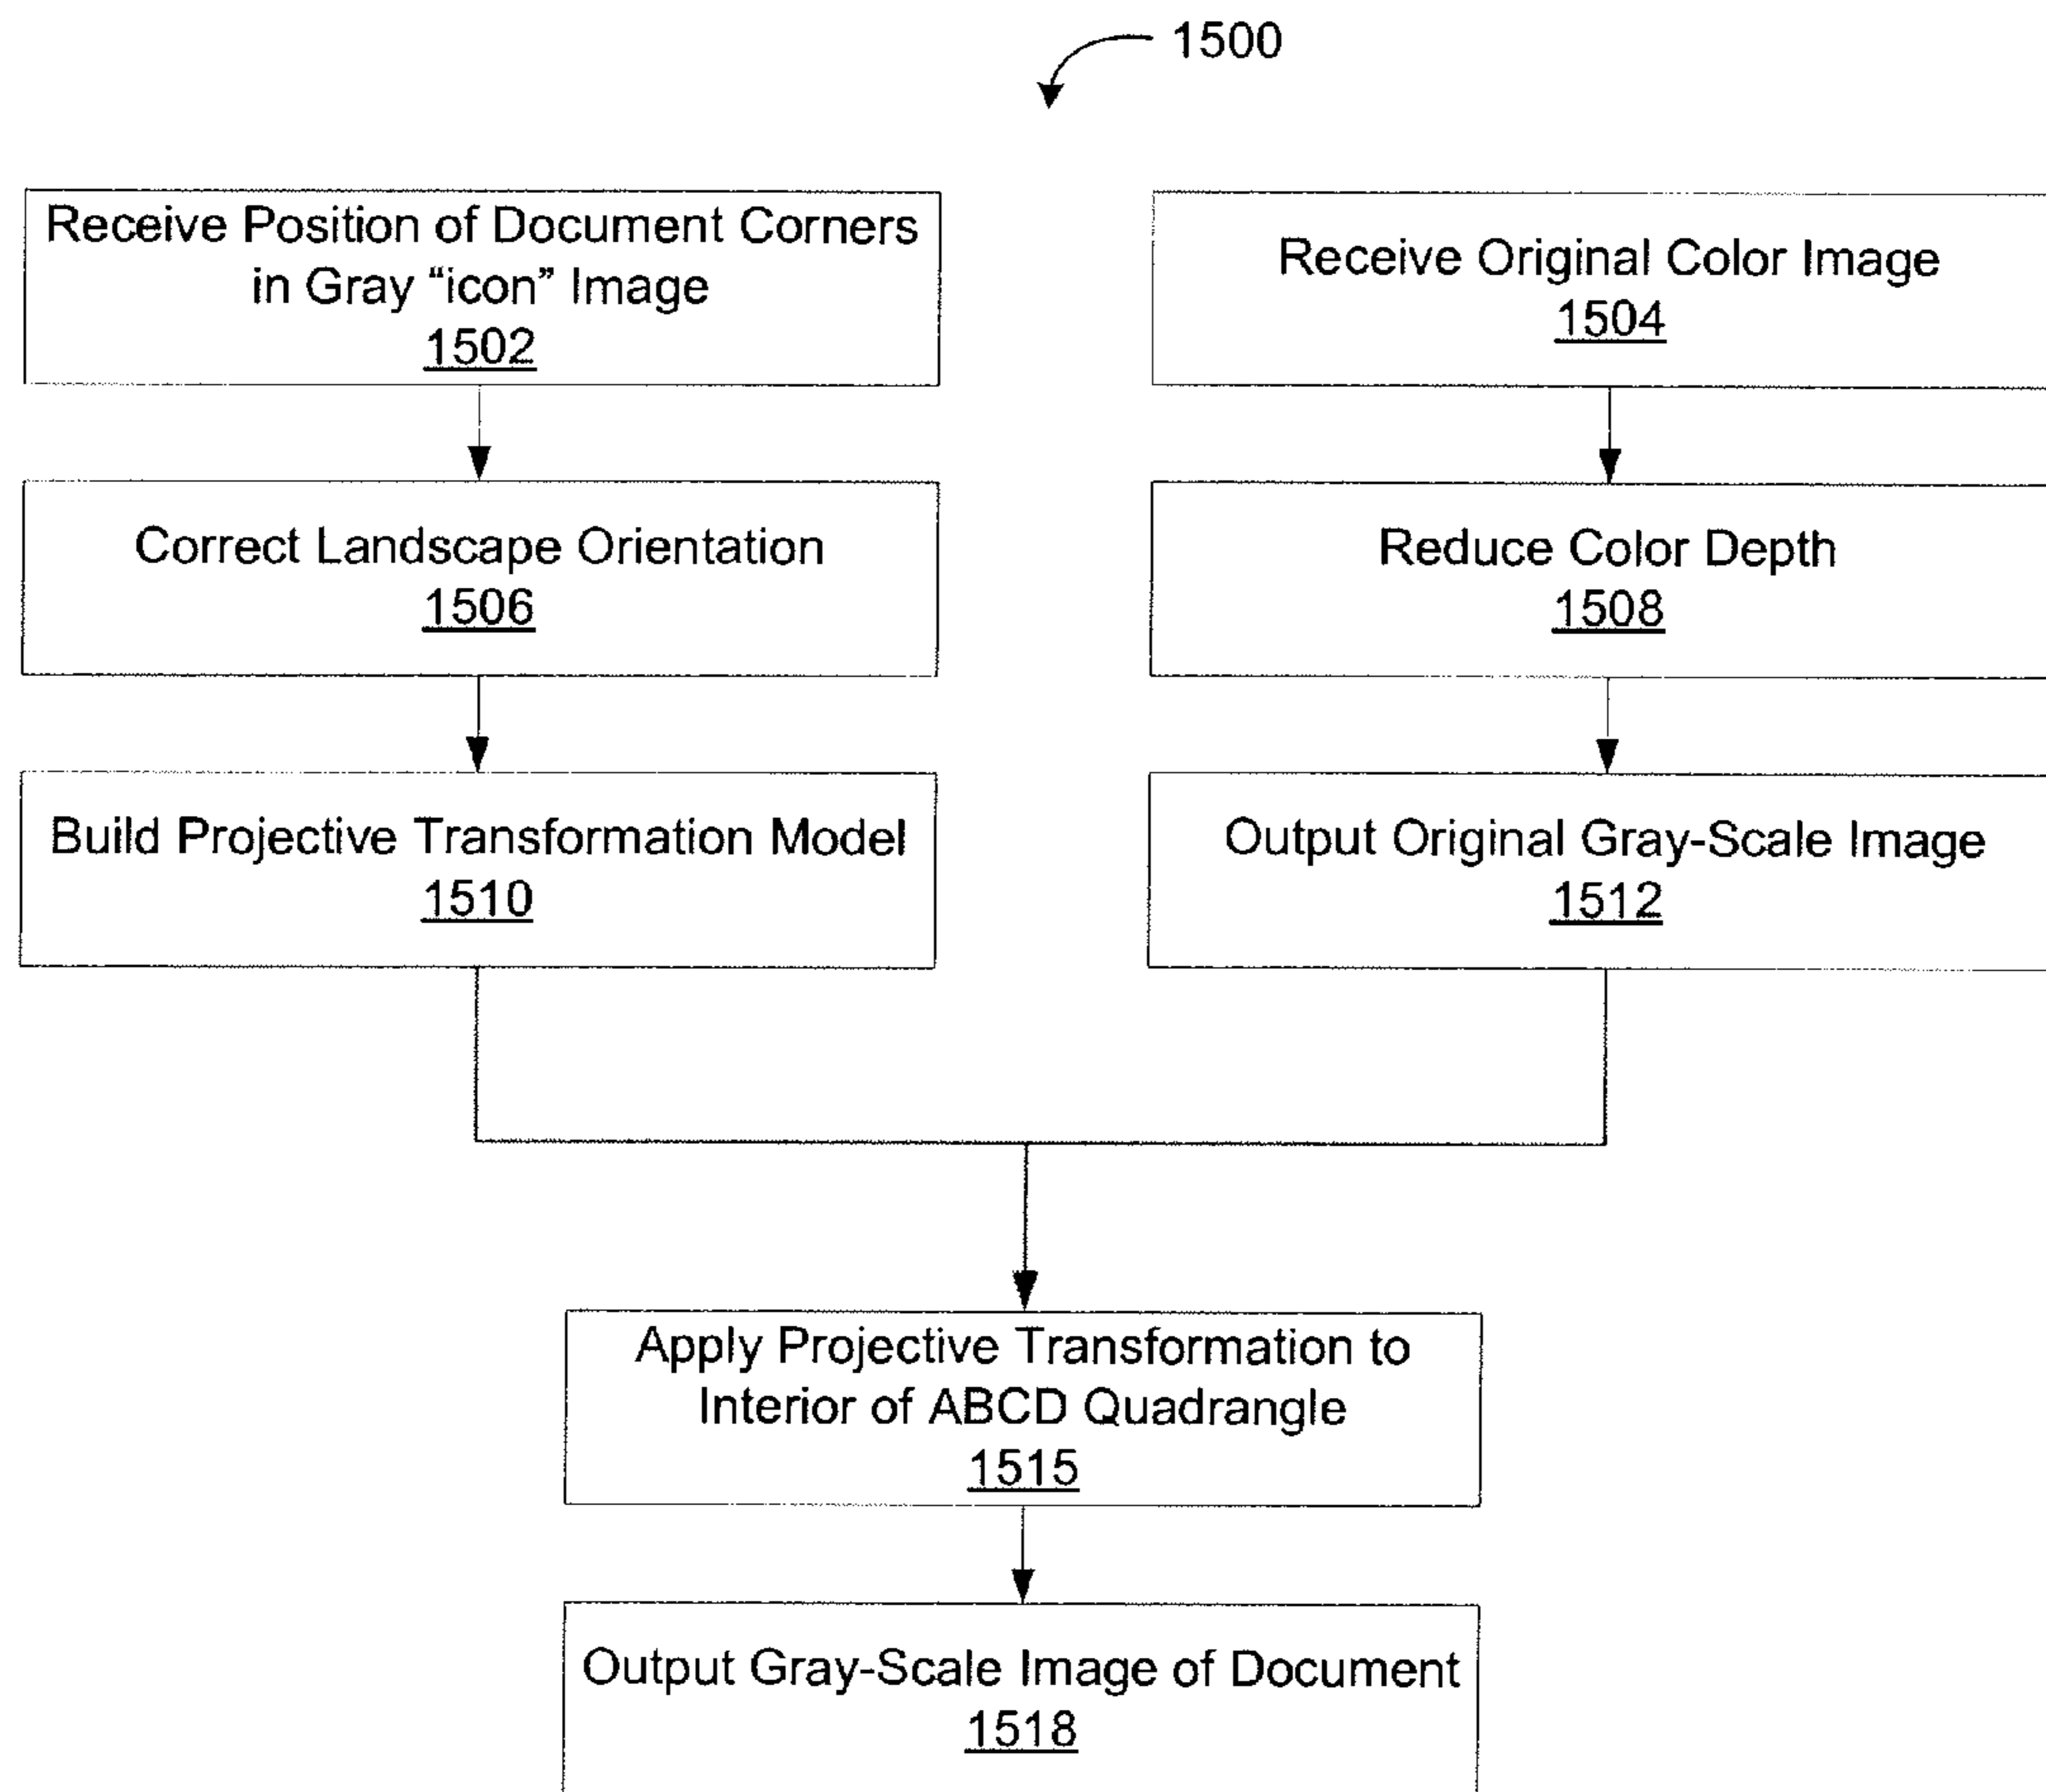 1500
Receive Position of Document Corners
in Gray “icon” Image
1502
Receive Original Color Image
1504
Correct Landscape Orientation
1506
Reduce Color Depth
1508
Build Projective Transformation Model
1510
Output Original Gray-Scale Image
1512
Apply Projective Transformation to
Interior of ABCD Quadrangle
1515
Output Gray-Scale Image of Document
1518